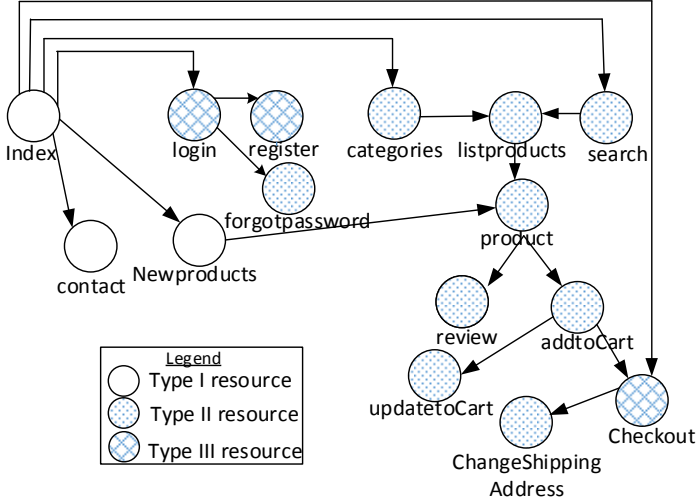 Index
login
register
categories
listproducts
search
forgotpassword
contact
Newproducts
product
review
addtoCart
updatetoCart
Checkout
ChangeShipping
Address
Legend
Type I resource
Type II resource
Type III resource